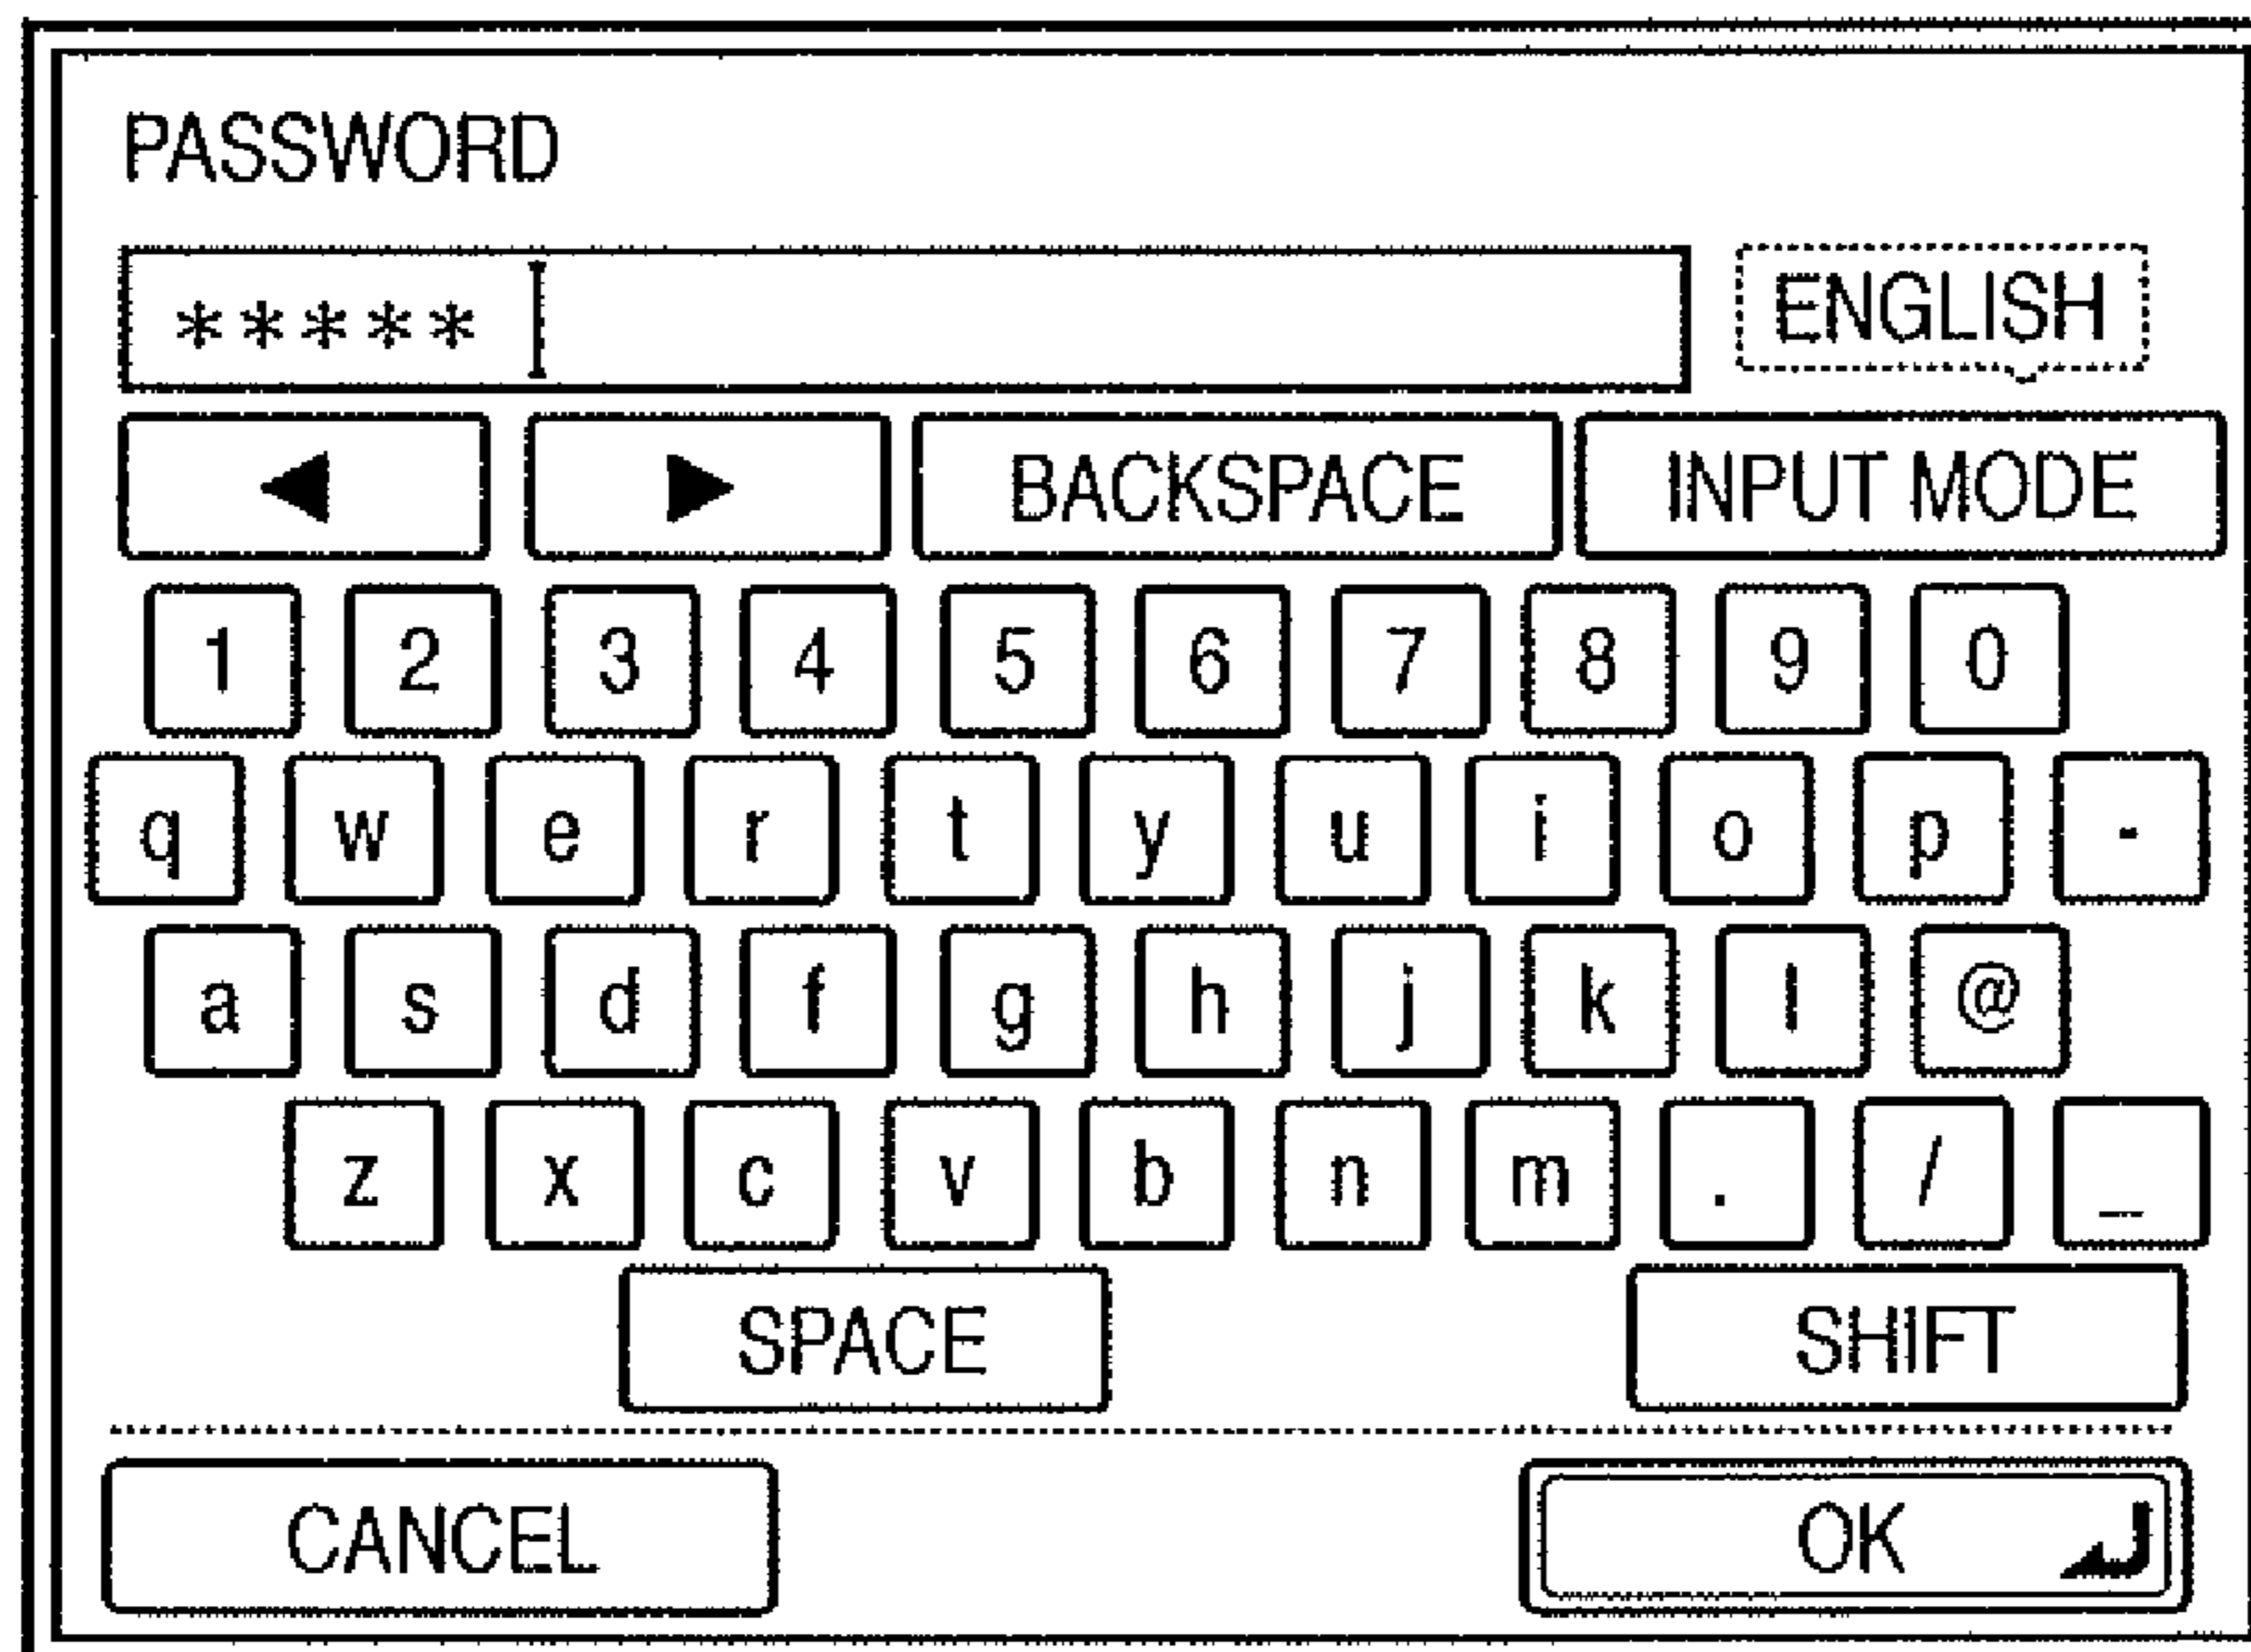 PASSWORD
***** ENGLISH
◀ ▶ BACKSPACE INPUT MODE
1 2 3 4 5 6 7 8 9 0
q w e r t y u i o p -
a s d f g h j k l @
z x c v b n m . / _
SPACE SHIFT
CANCEL OK